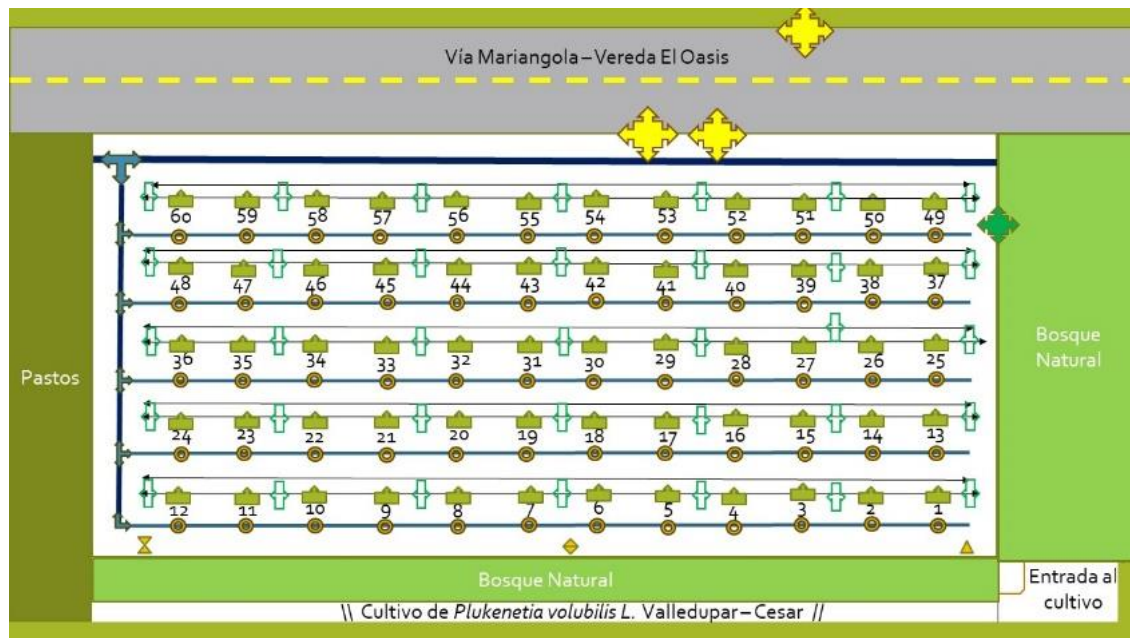 Vía Mariangola – Vereda El Oasis
60 59 58 57 56 55 54 53 52 51 50 49
48 47 46 45 44 43 42 41 40 39 38 37
36 35 34 33 32 31 30 29 28 27 26 25
Pastos
Bosque
Natural
24 23 22 21 20 19 18 17 16 15 14 13
12 11 10 9 8 7 6 5 4 3 2 1
Bosque Natural
Entrada al
cultivo
\\ Cultivo de Plukenetia volubilis L. Valledupar – Cesar //